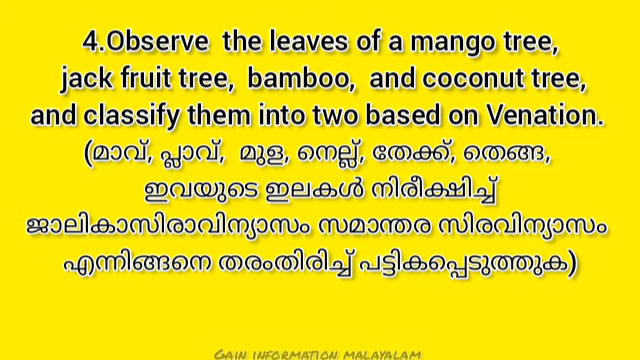 4.Observe the leaves of a mango tree,
jack fruit tree, bamboo, and coconut tree,
and classify them into two based on Venation.
(മാവ്, പ്ലാവ്, മുള, നെല്ല്, തേക്ക്, തെങ്ങ,
ഇവയുടെ ഇലകൾ നിരീക്ഷിച്ച്
ജാലികാസിരാവിന്യാസം സമാന്തര സിരവിന്യാസം
എന്നിങ്ങനെ തരംതിരിച്ച് പട്ടികപ്പെടുത്തുക)
GAIN INFORMATION MALAYALAM